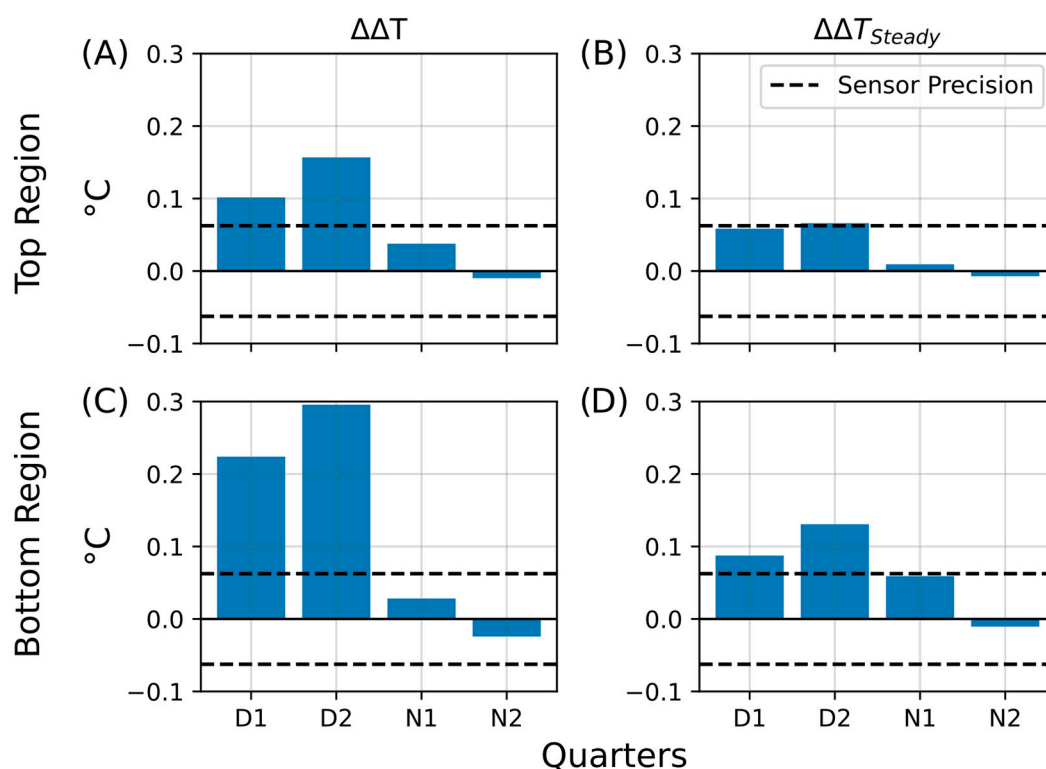 (A)
ΔΔT
0.3
0.2
0.1
0.0
−0.1
Top Region
°C
(B)
ΔΔT_Steady
Sensor Precision
0.3
0.2
0.1
0.0
−0.1
(C)
0.3
0.2
0.1
0.0
−0.1
Bottom Region
°C
D1 D2 N1 N2
(D)
0.3
0.2
0.1
0.0
−0.1
D1 D2 N1 N2
Quarters